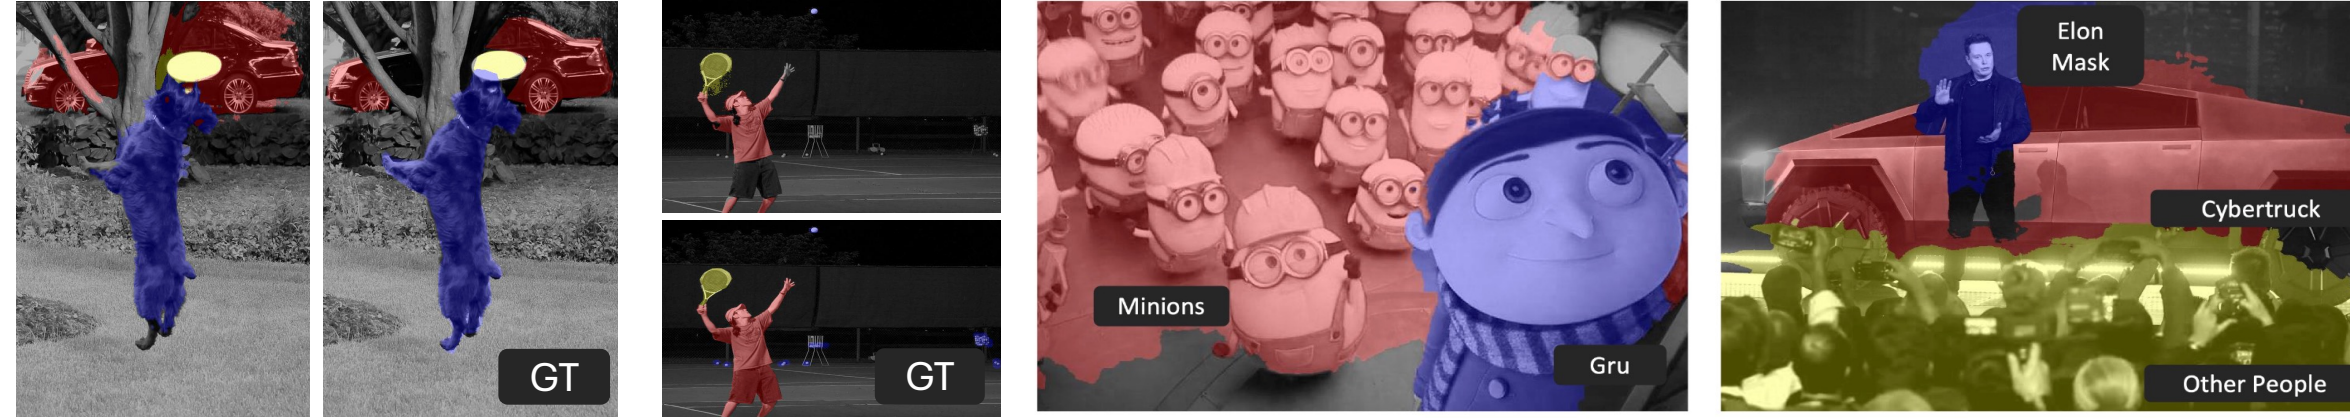 GT
GT
Minions
Gru
Elon
Mask
Cybertruck
Other People